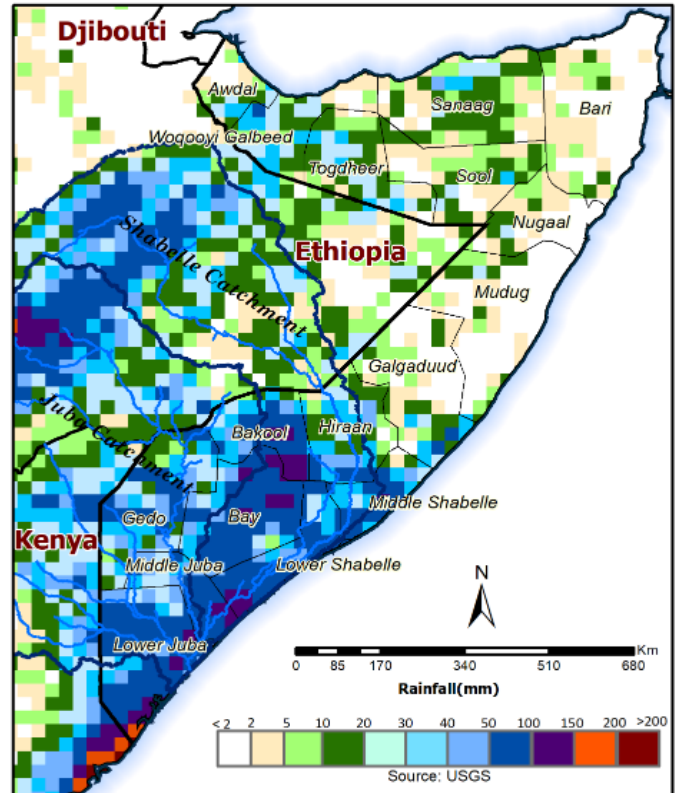 Djibouti
Awdal
Sanaag
Bari
Woqooyi Galbeed
Togdheer
Sool
Nugaal
Shabelle Catchment
Ethiopia
Mudug
Galgaduud
Juba Catchment
Bakool
Hiraan
Middle Shabelle
Gedo
Bay
Kenya
Middle Juba
Lower Shabelle
Lower Juba
N
Km
0 85 170 340 510 680
Rainfall(mm)
< 2 2 5 10 20 30 40 50 100 150 200 >200
Source: USGS